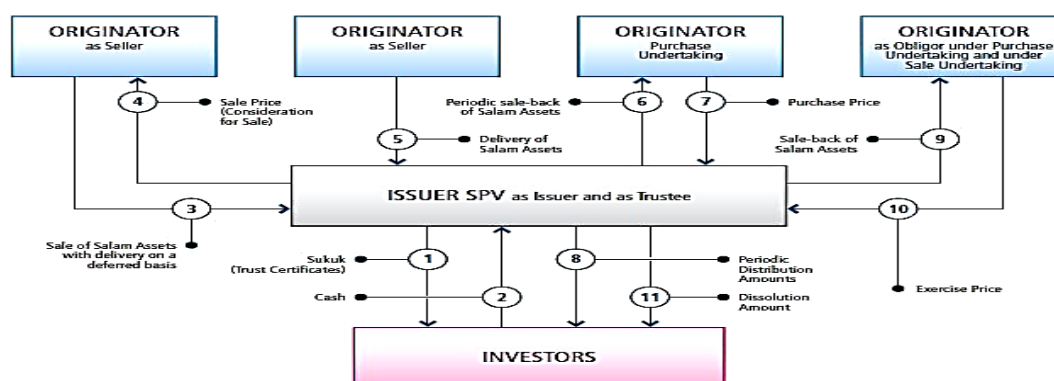 ORIGINATOR
as Seller
ORIGINATOR
as Seller
ORIGINATOR
Purchase
Undertaking
ORIGINATOR
as Obligor under Purchase
Undertaking and under
Sale Undertaking
4
Sale Price
(Consideration
for Sale)
5
Delivery of
Salam Assets
Periodic sale-back
of Salam Assets
6
7
Purchase Price
Sale-back of
Salam Assets
9
ISSUER SPV as Issuer and as Trustee
3
Sale of Salam Assets
with delivery on a
deferred basis
10
Exercise Price
Sukuk
(Trust Certificates)
1
Cash
2
8
Periodic
Distribution
Amounts
11
Dissolution
Amount
INVESTORS